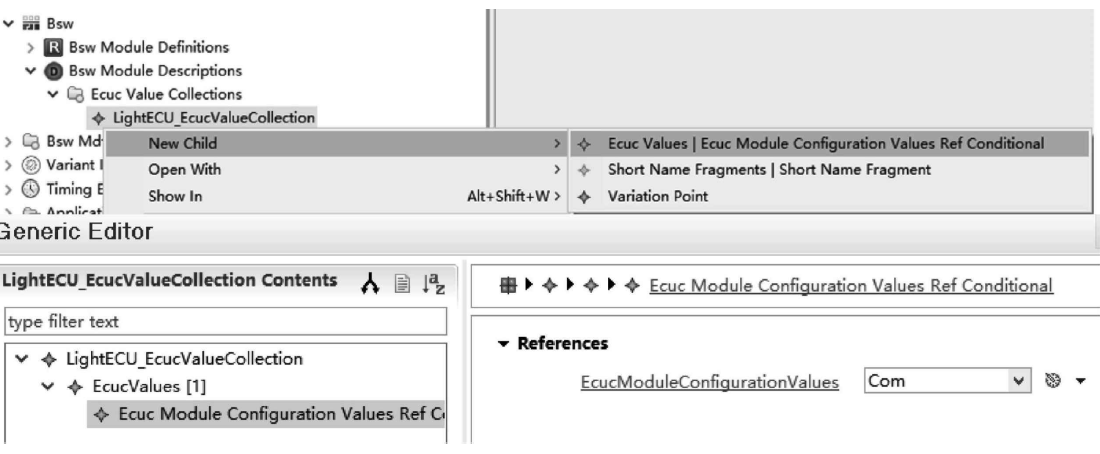 Bsw
Bsw Module Definitions
Bsw Module Descriptions
Ecuc Value Collections
LightECU_EcucValueCollection
Bsw Md
New Child >
Ecuc Values | Ecuc Module Configuration Values Ref Conditional
Variant I
Open With >
Short Name Fragments | Short Name Fragment
Timing E
Show In Alt+Shift+W >
Variation Point
Applicat
Generic Editor
LightECU_EcucValueCollection Contents
Ecuc Module Configuration Values Ref Conditional
type filter text
References
LightECU_EcucValueCollection
EcucModuleConfigurationValues Com
EcucValues [1]
Ecuc Module Configuration Values Ref C